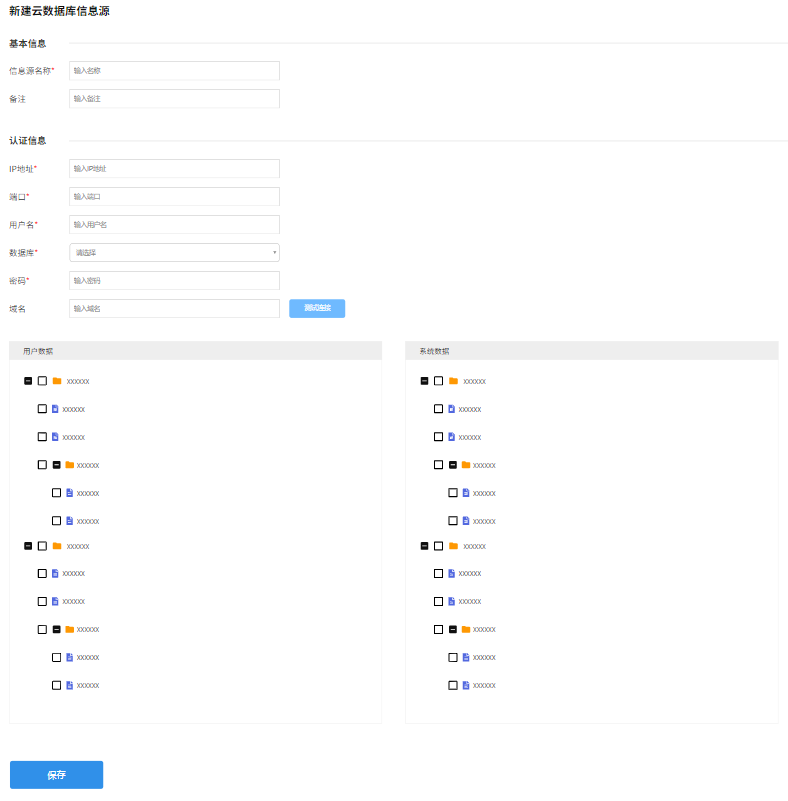 新建云数据库信息源
基本信息
信息源名称* 输入名称
备注 输入备注
认证信息
IP地址* 输入IP地址
端口* 输入端口
用户名* 输入用户名
数据库* 请选择
密码* 输入密码
域名 输入域名 测试连接
用户数据
xxxxxx
xxxxxx
xxxxxx
xxxxxx
xxxxxx
xxxxxx
xxxxxx
xxxxxx
xxxxxx
xxxxxx
xxxxxx
xxxxxx
系统数据
xxxxxx
xxxxxx
xxxxxx
xxxxxx
xxxxxx
xxxxxx
xxxxxx
xxxxxx
xxxxxx
xxxxxx
xxxxxx
xxxxxx
保存